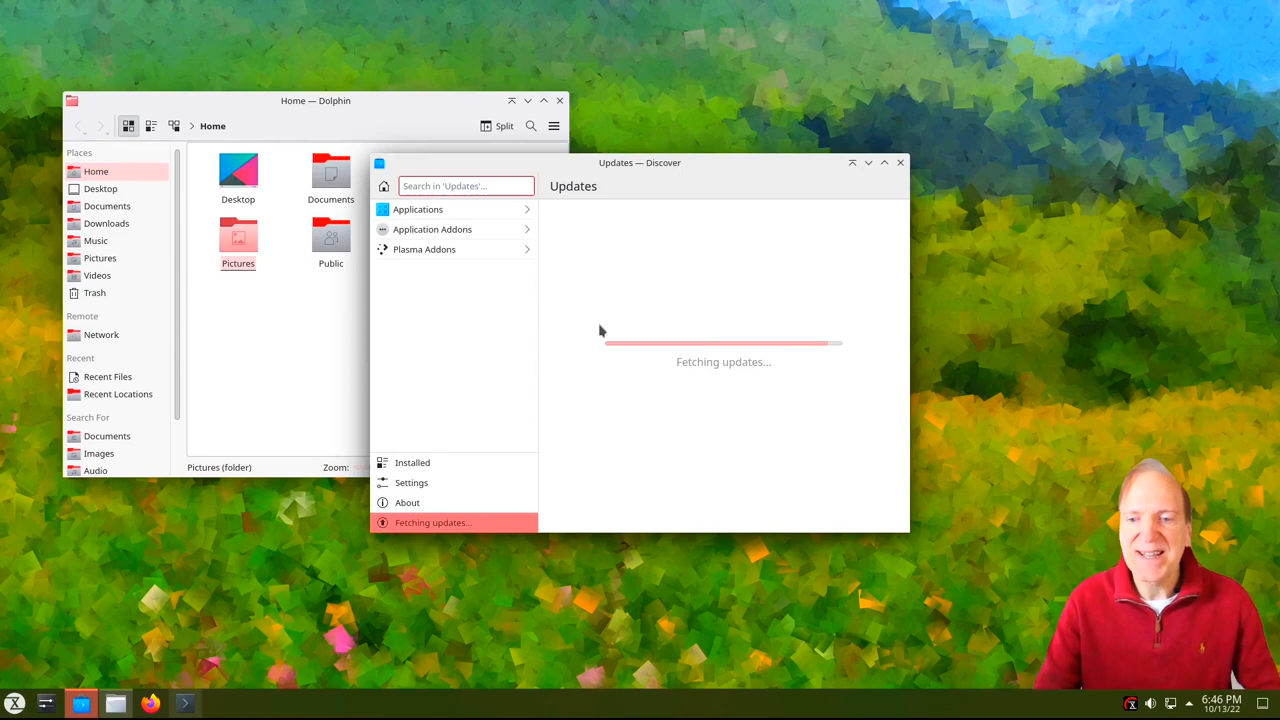 Home — Dolphin
Home
Split
Places
Home
Desktop
Documents
Downloads
Music
Pictures
Videos
Trash
Remote
Network
Recent
Recent Files
Recent Locations
Search For
Documents
Images
Audio
Desktop
Documents
Pictures
Public
Pictures (folder)
Zoom:
Updates — Discover
Search in 'Updates'...
Updates
Applications
Application Addons
Plasma Addons
Fetching updates...
Installed
Settings
About
Fetching updates...
6:46 PM
10/13/22